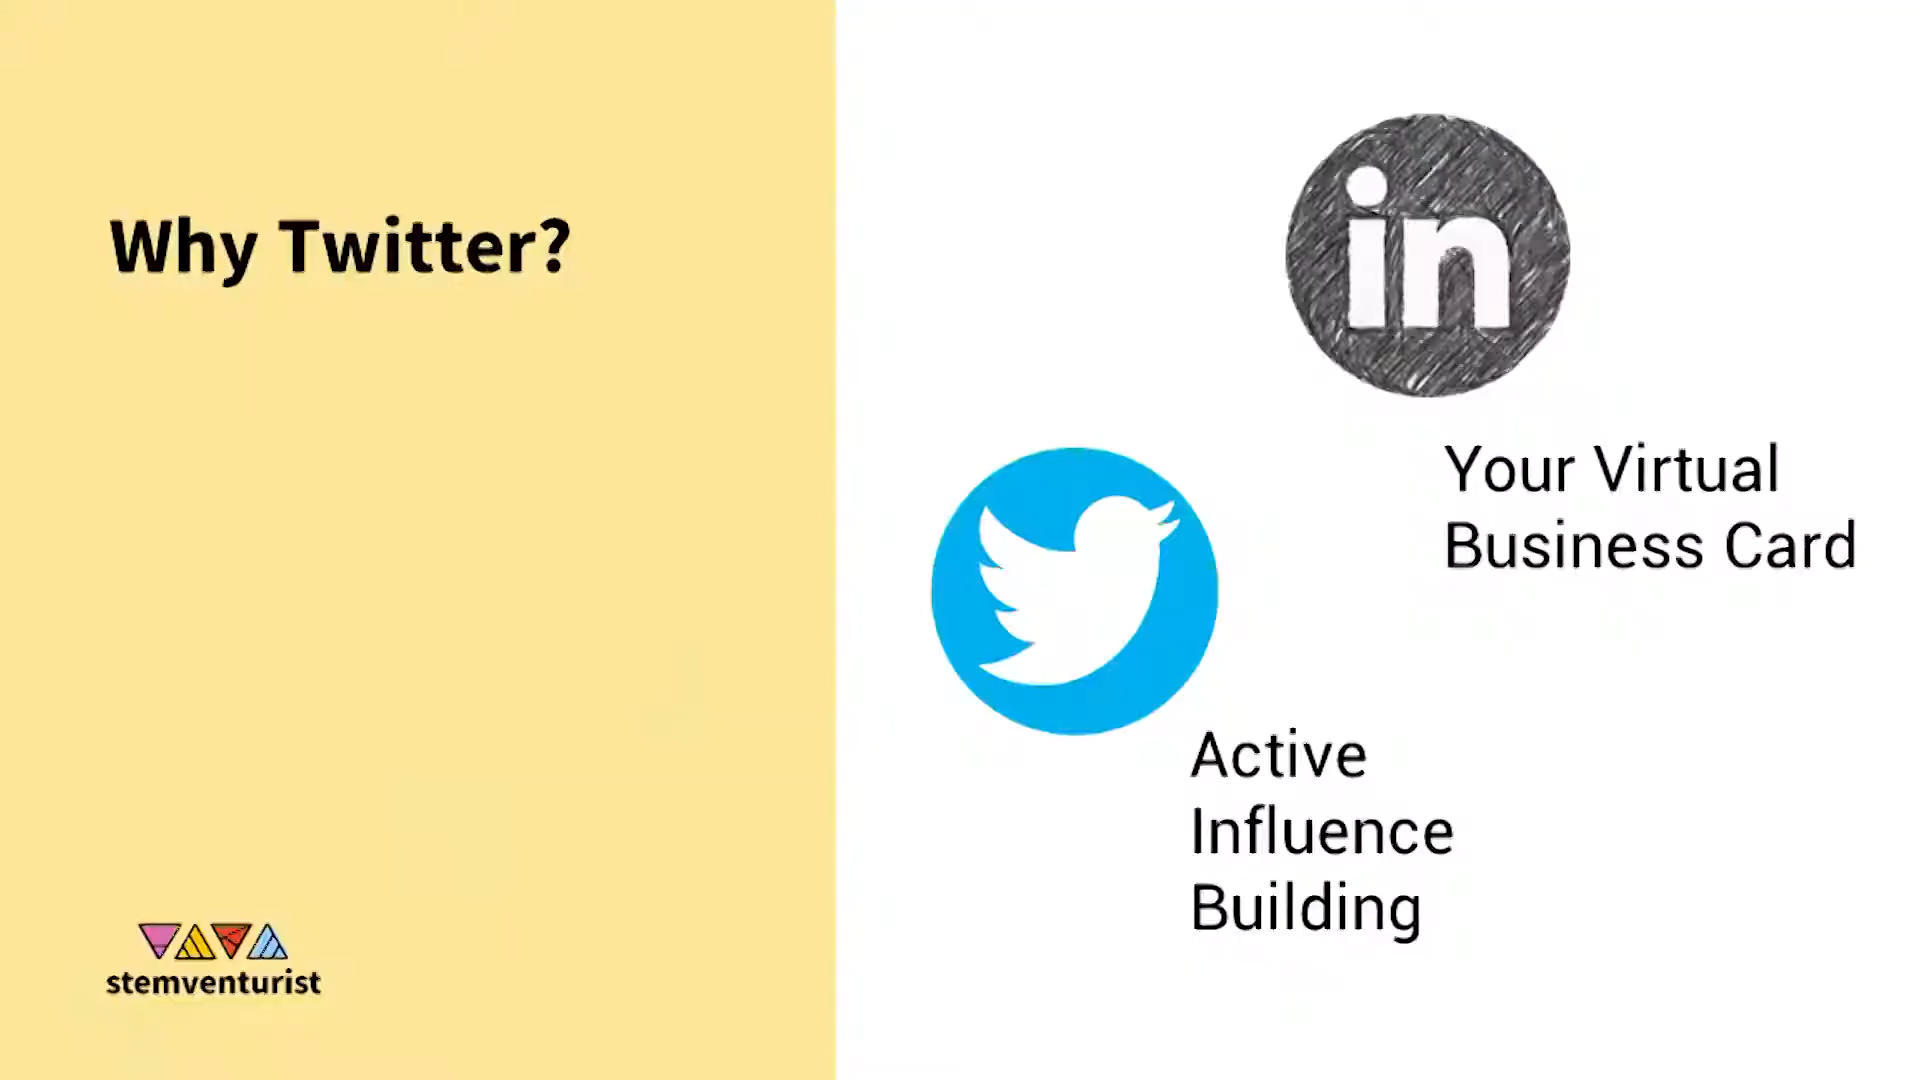 Why Twitter?
in
Your Virtual
Business Card
Active
Influence
Building
stemventurist